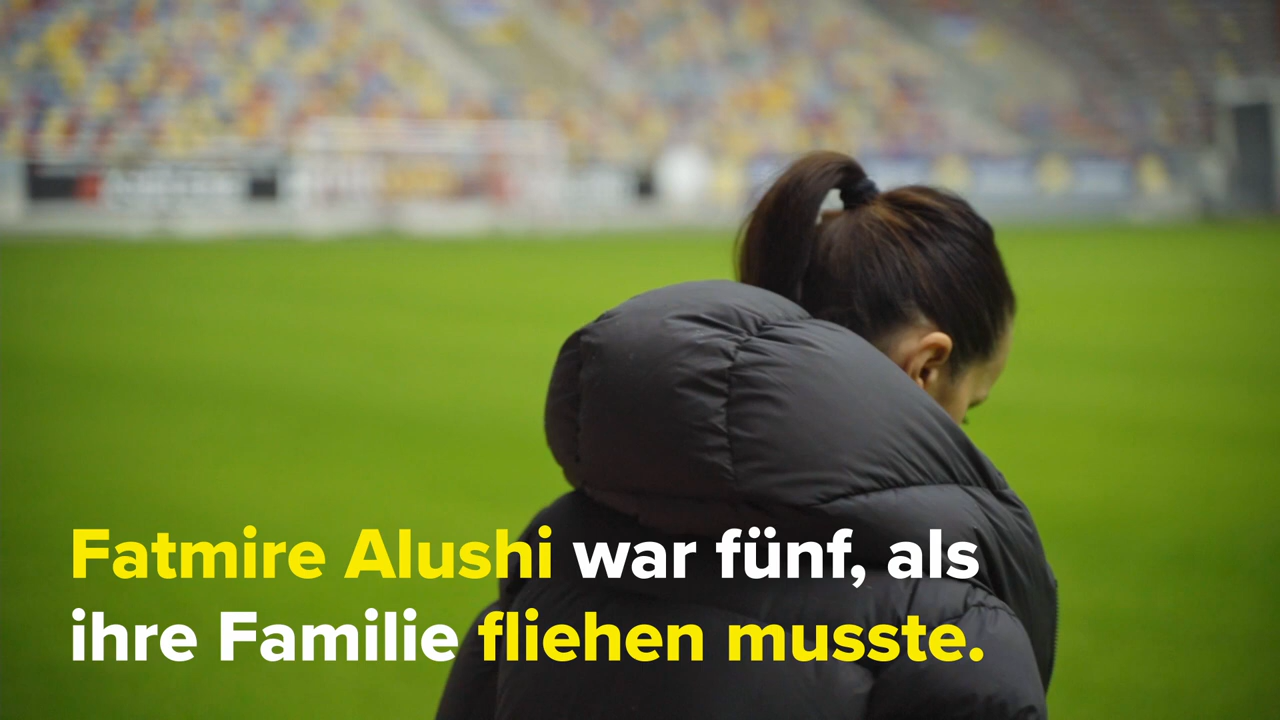 Fatmire Alushi war fünf, als
ihre Familie fliehen musste.